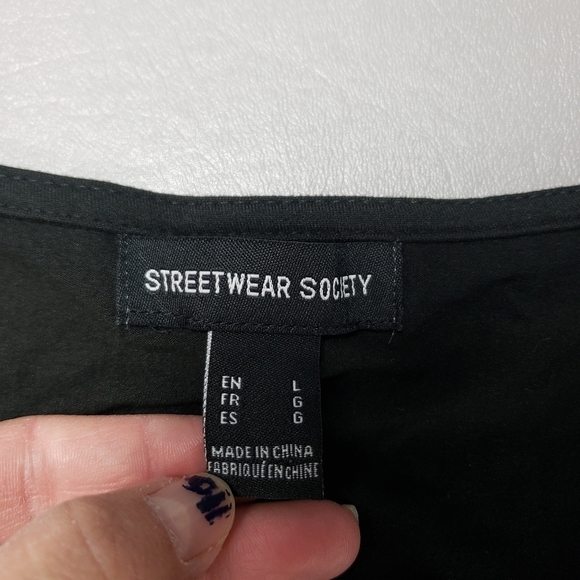 STREETWEAR SOCIETY
EN L
FR G
ES G
MADE IN CHINA
FABRIQUÉ EN CHINE